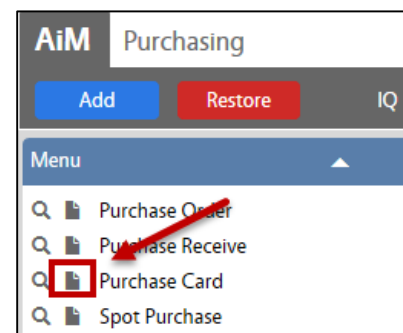 AiM Purchasing
Add Restore IQ
Menu
Purchase Order
Purchase Receive
Purchase Card
Spot Purchase